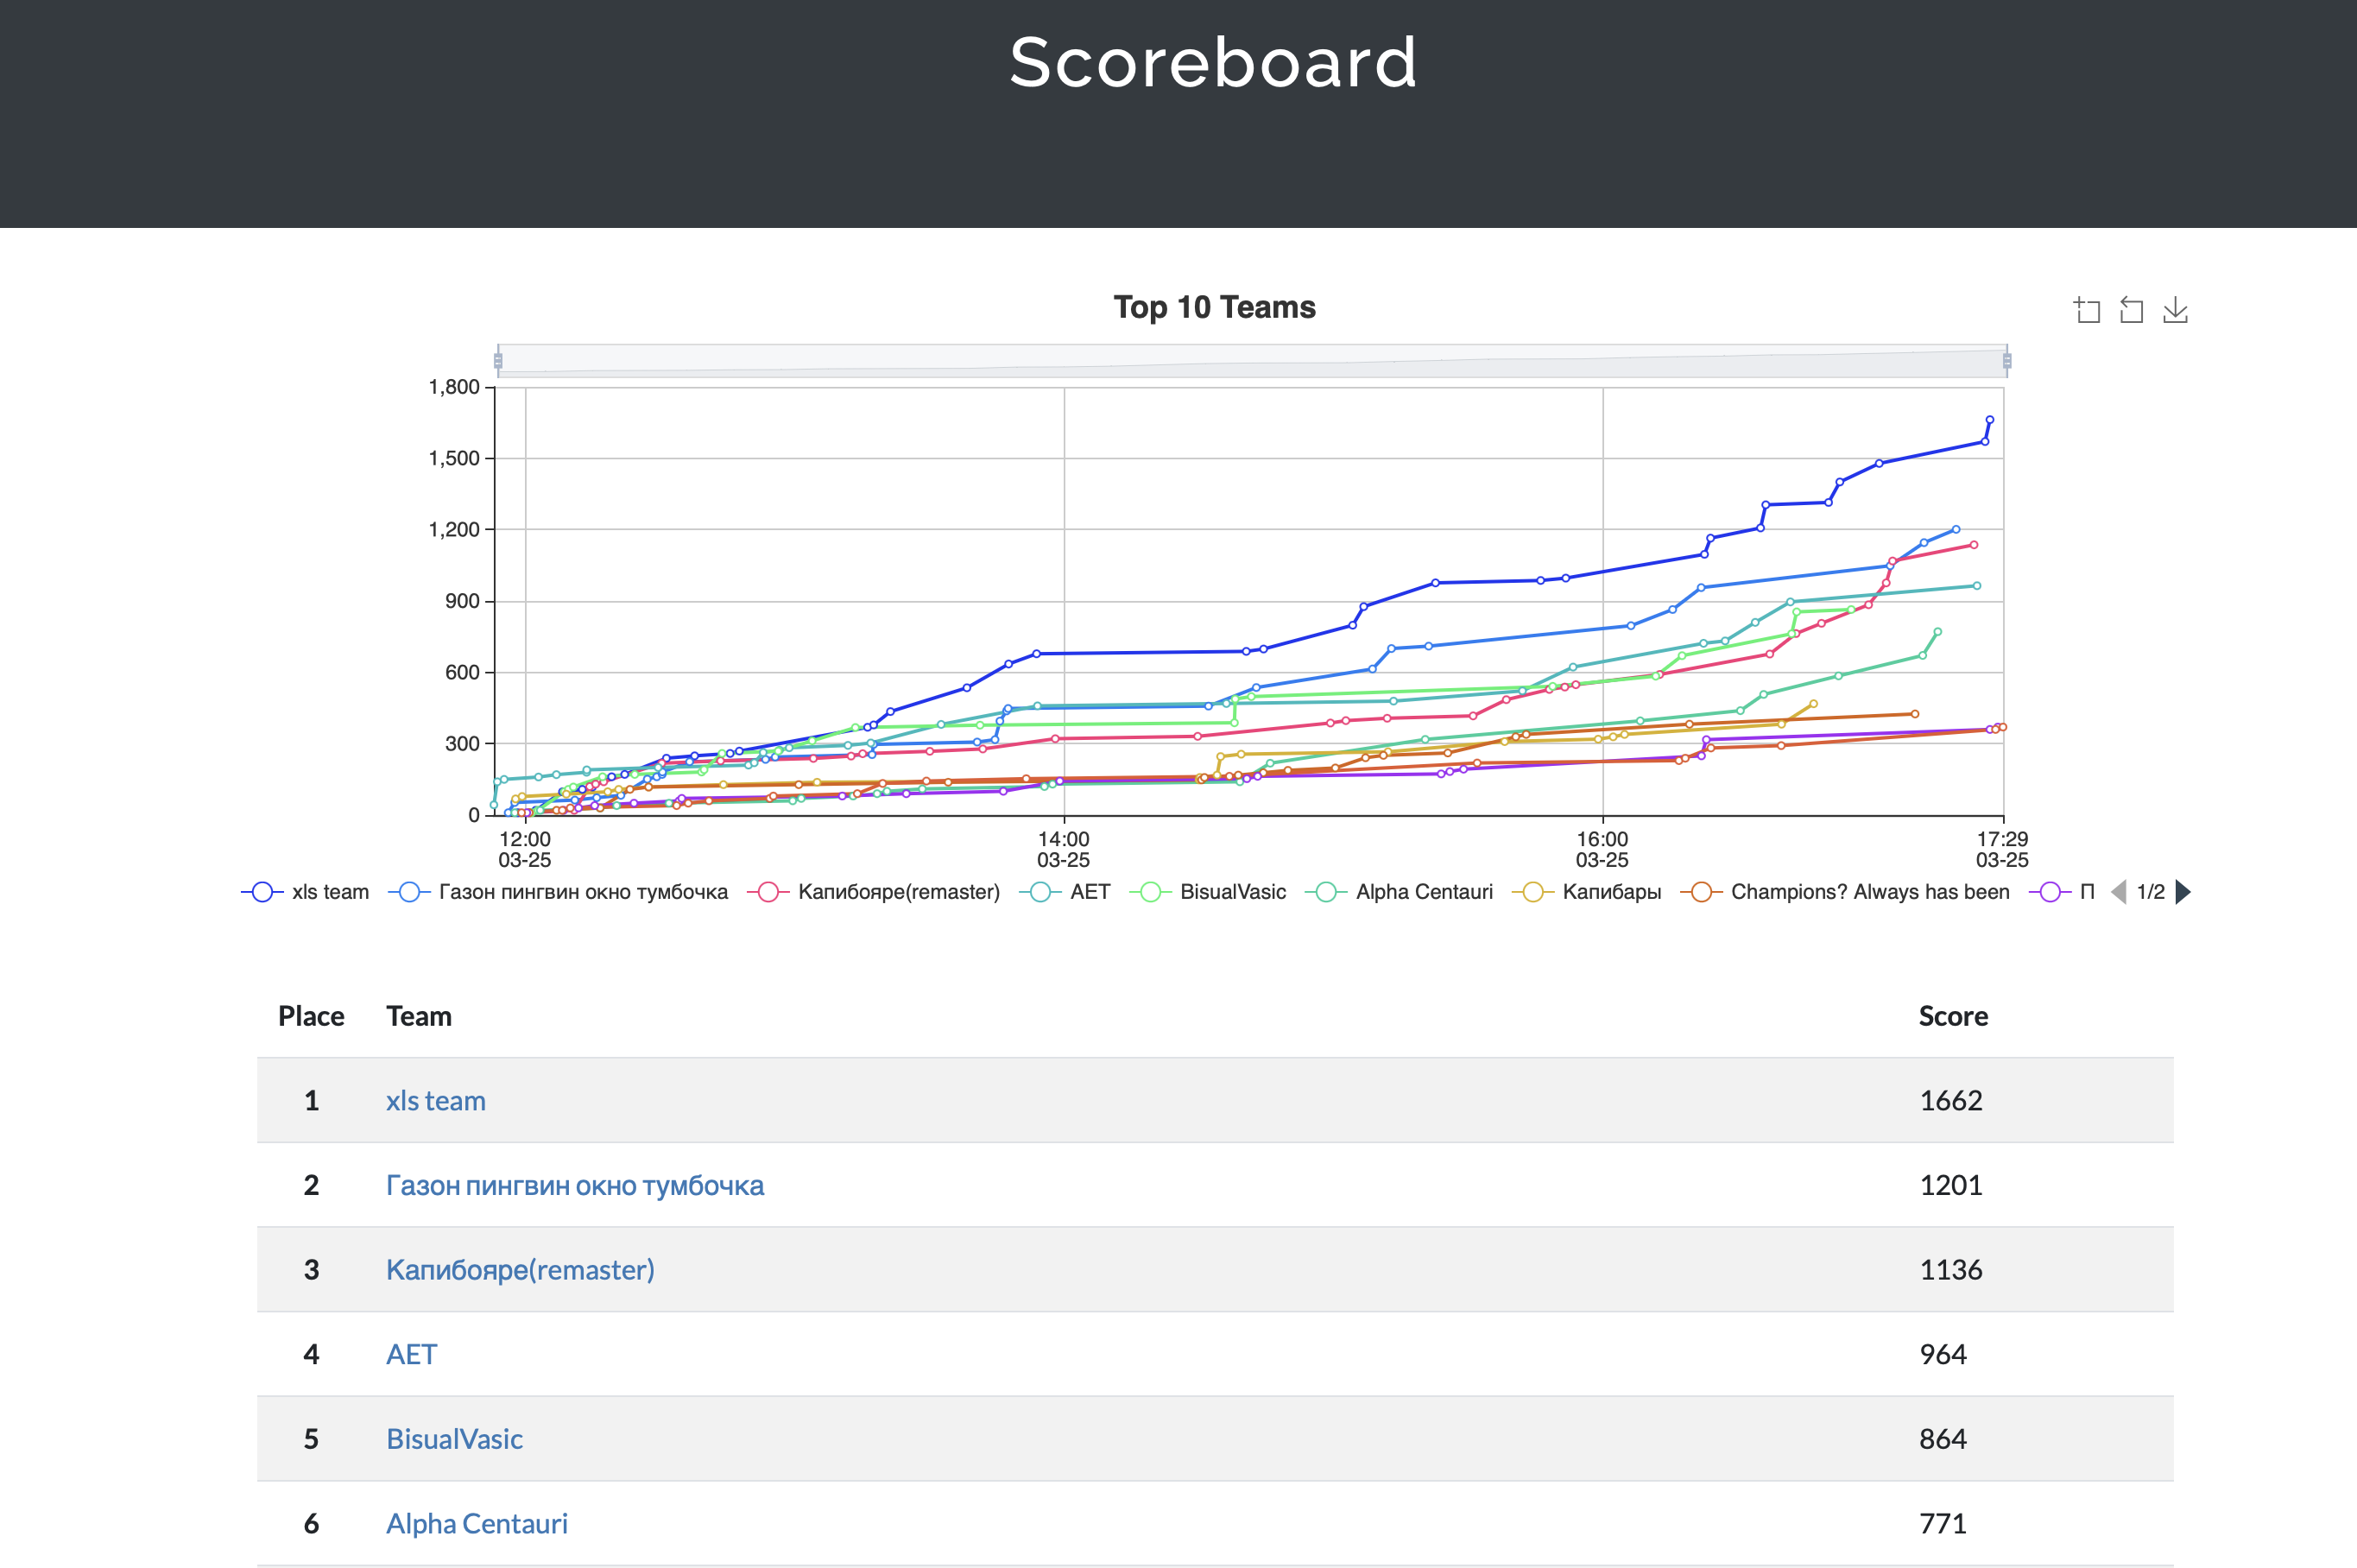 Scoreboard
Top 10 Teams
1,800
1,500
1,200
900
600
300
0
12:00 14:00 16:00 17:29
03-25 03-25 03-25 03-25
xls team Газон пингвин окно тумбочка Капибояре(remaster) AET BisualVasic Alpha Centauri Капибары Champions? Always has been П 1/2
Place Team Score
1 xls team 1662
2 Газон пингвин окно тумбочка 1201
3 Капибояре(remaster) 1136
4 AET 964
5 BisualVasic 864
6 Alpha Centauri 771